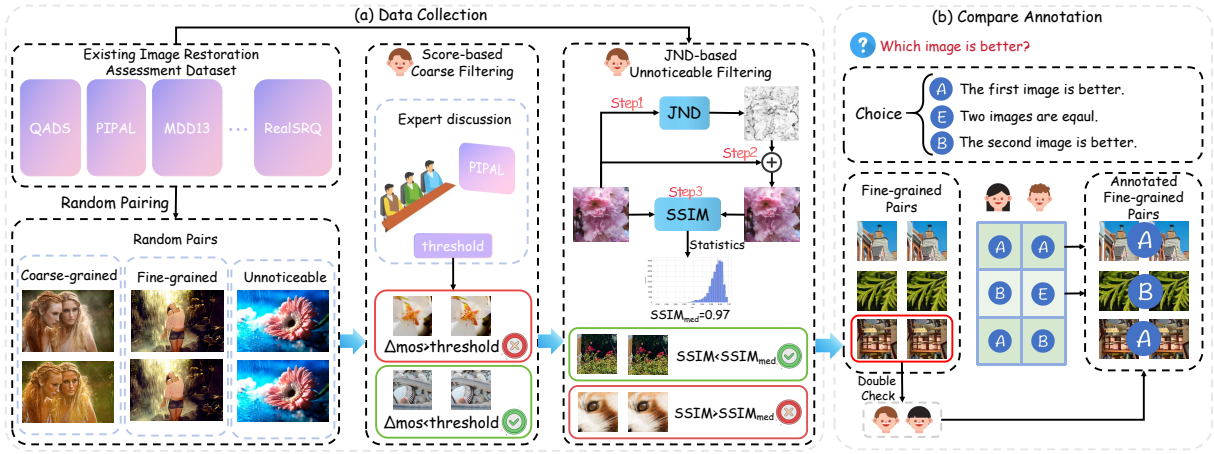 (a) Data Collection
Existing Image Restoration
Assessment Dataset
QADS
PIPAL
MDD13
...
RealSRQ
Random Pairing
Random Pairs
Coarse-grained
Fine-grained
Unnoticeable
Score-based
Coarse Filtering
Expert discussion
PIPAL
threshold
Δmos>threshold
Δmos<threshold
JND-based
Unnoticeable Filtering
Step1
JND
Step2
Step3
SSIM
Statistics
SSIMmed=0.97
SSIM<SSIMmed
SSIM>SSIMmed
(b) Compare Annotation
? Which image is better?
Choice
A The first image is better.
E Two images are eqaul.
B The second image is better.
Fine-grained
Pairs
A A
B E
A B
Annotated
Fine-grained
Pairs
A
B
A
Double
Check